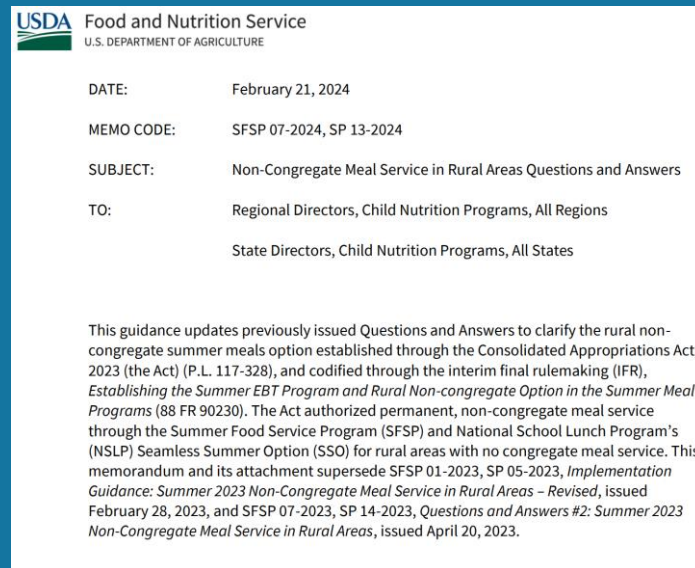 USDA Food and Nutrition Service
U.S. DEPARTMENT OF AGRICULTURE
DATE: February 21, 2024
MEMO CODE: SFSP 07-2024, SP 13-2024
SUBJECT: Non-Congregate Meal Service in Rural Areas Questions and Answers
TO: Regional Directors, Child Nutrition Programs, All Regions
State Directors, Child Nutrition Programs, All States
This guidance updates previously issued Questions and Answers to clarify the rural non-
congregate summer meals option established through the Consolidated Appropriations Act
2023 (the Act) (P.L. 117-328), and codified through the interim final rulemaking (IFR),
Establishing the Summer EBT Program and Rural Non-congregate Option in the Summer Meal
Programs (88 FR 90230). The Act authorized permanent, non-congregate meal service
through the Summer Food Service Program (SFSP) and National School Lunch Program's
(NSLP) Seamless Summer Option (SSO) for rural areas with no congregate meal service. This
memorandum and its attachment supersede SFSP 01-2023, SP 05-2023, Implementation
Guidance: Summer 2023 Non-Congregate Meal Service in Rural Areas – Revised, issued
February 28, 2023, and SFSP 07-2023, SP 14-2023, Questions and Answers #2: Summer 2023
Non-Congregate Meal Service in Rural Areas, issued April 20, 2023.